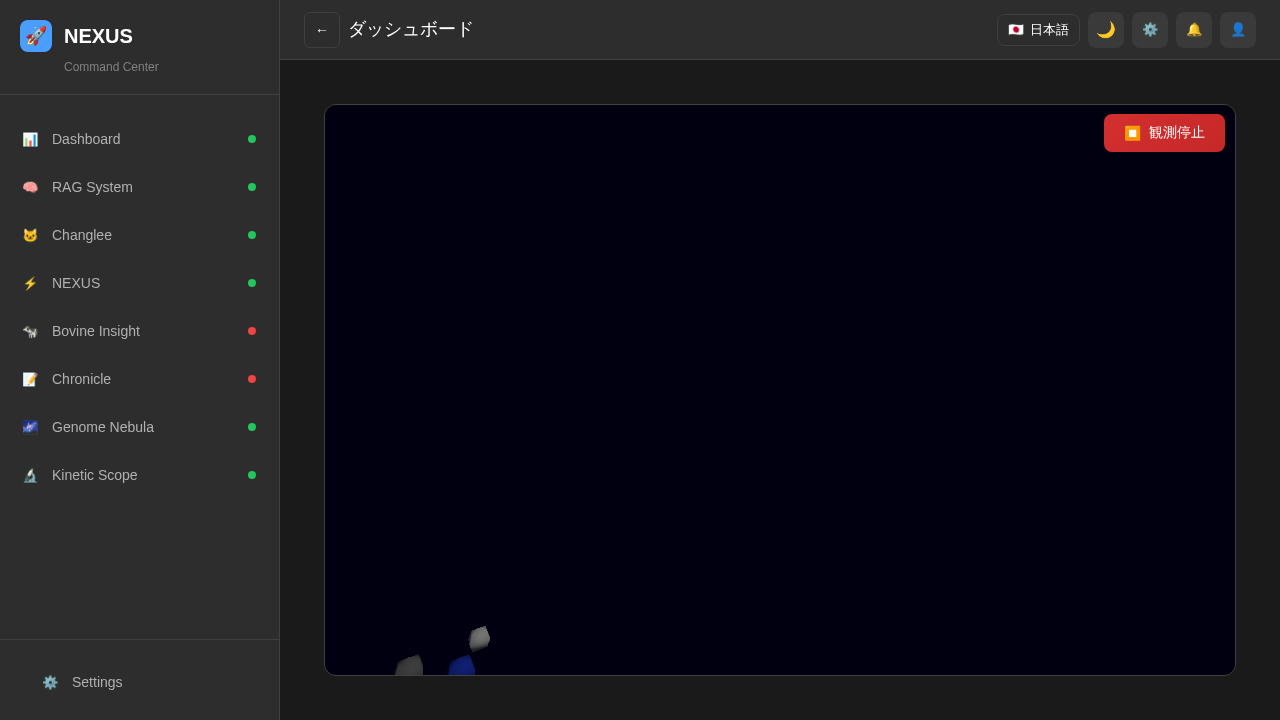 NEXUS
Command Center
Dashboard
RAG System
Changlee
NEXUS
Bovine Insight
Chronicle
Genome Nebula
Kinetic Scope
Settings
← ダッシュボード
日本語
観測停止